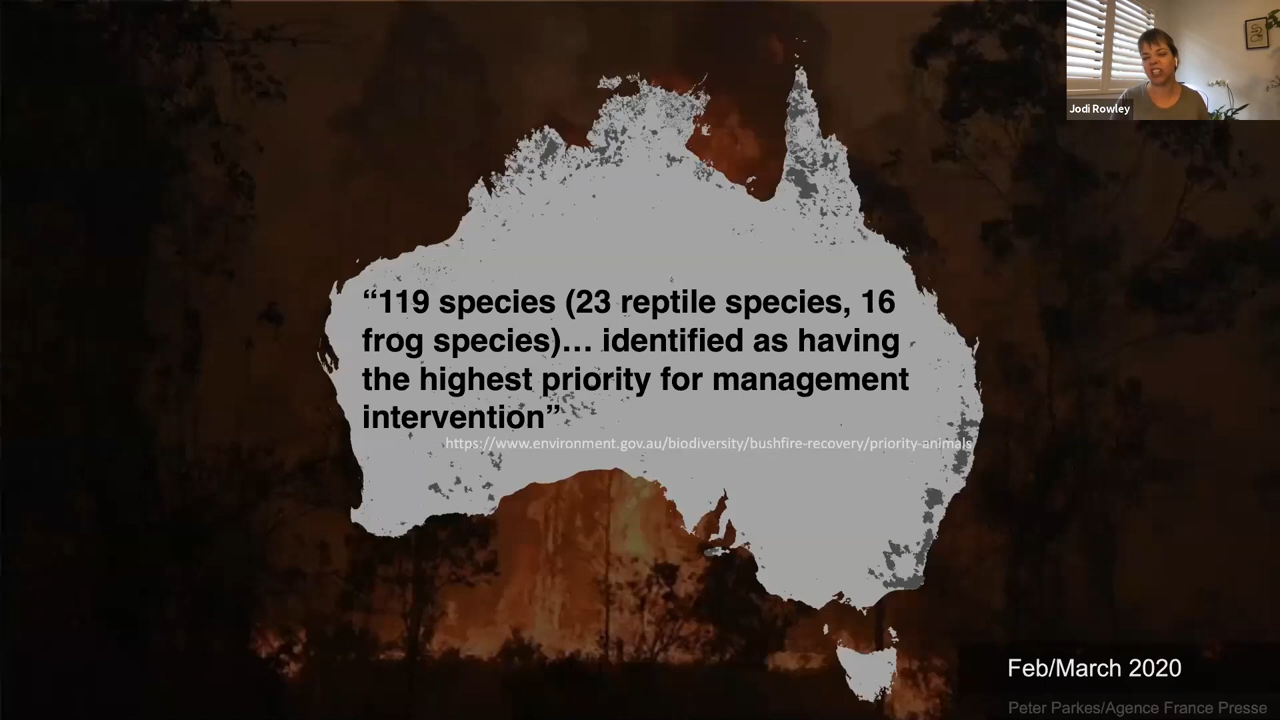 Jodi Rowley
“119 species (23 reptile species, 16
frog species)… identified as having
the highest priority for management
intervention”
https://www.environment.gov.au/biodiversity/bushfire-recovery/priority-animals
Feb/March 2020
Peter Parkes/Agence France Presse